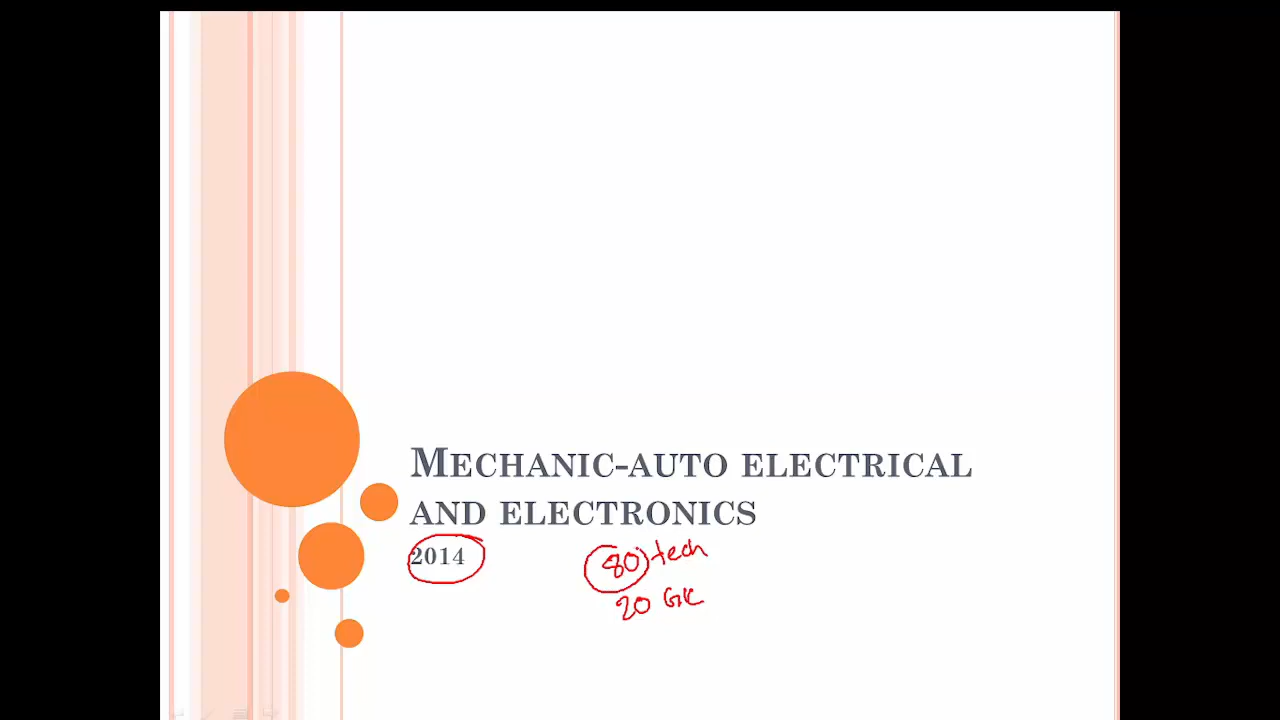 MECHANIC-AUTO ELECTRICAL
AND ELECTRONICS
2014
80 tech
20 GK